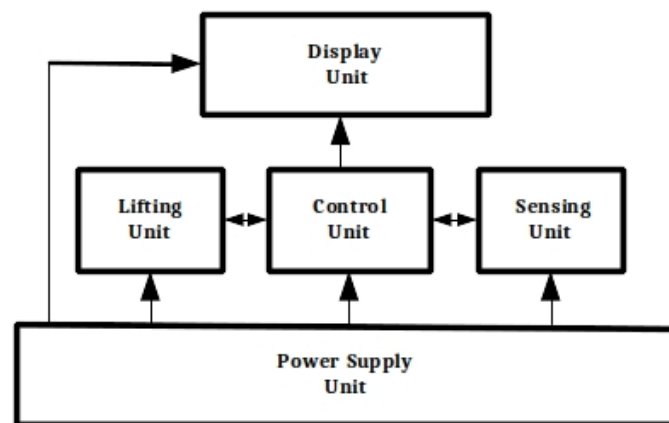 Display
Unit
Lifting
Unit
Control
Unit
Sensing
Unit
Power Supply
Unit